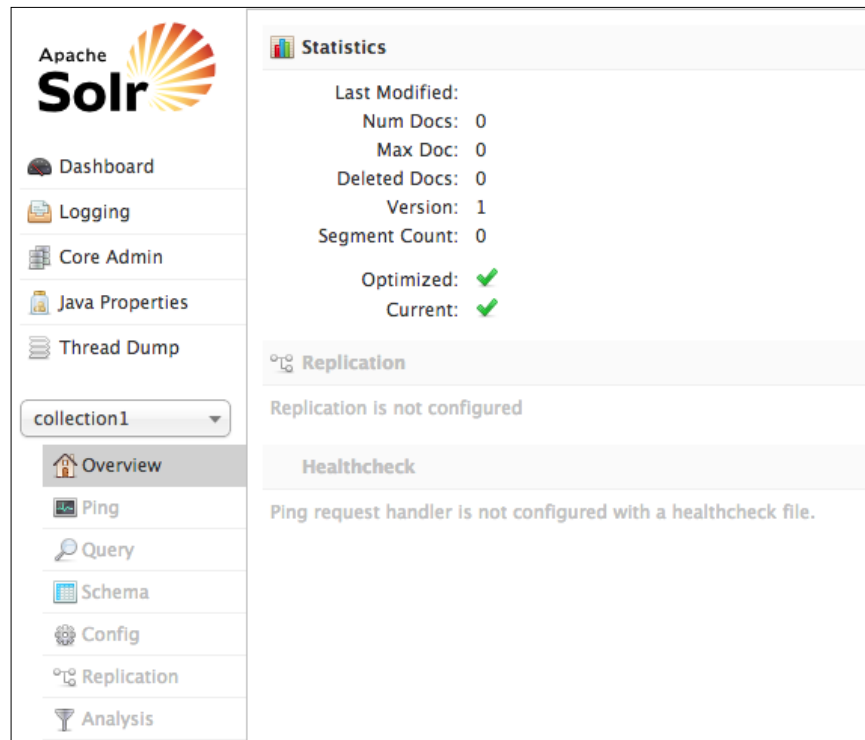 Apache
Solr
Dashboard
Logging
Core Admin
Java Properties
Thread Dump
collection1
Overview
Ping
Query
Schema
Config
Replication
Analysis
Statistics
Last Modified:
Num Docs: 0
Max Doc: 0
Deleted Docs: 0
Version: 1
Segment Count: 0
Optimized:
Current:
Replication
Replication is not configured
Healthcheck
Ping request handler is not configured with a healthcheck file.